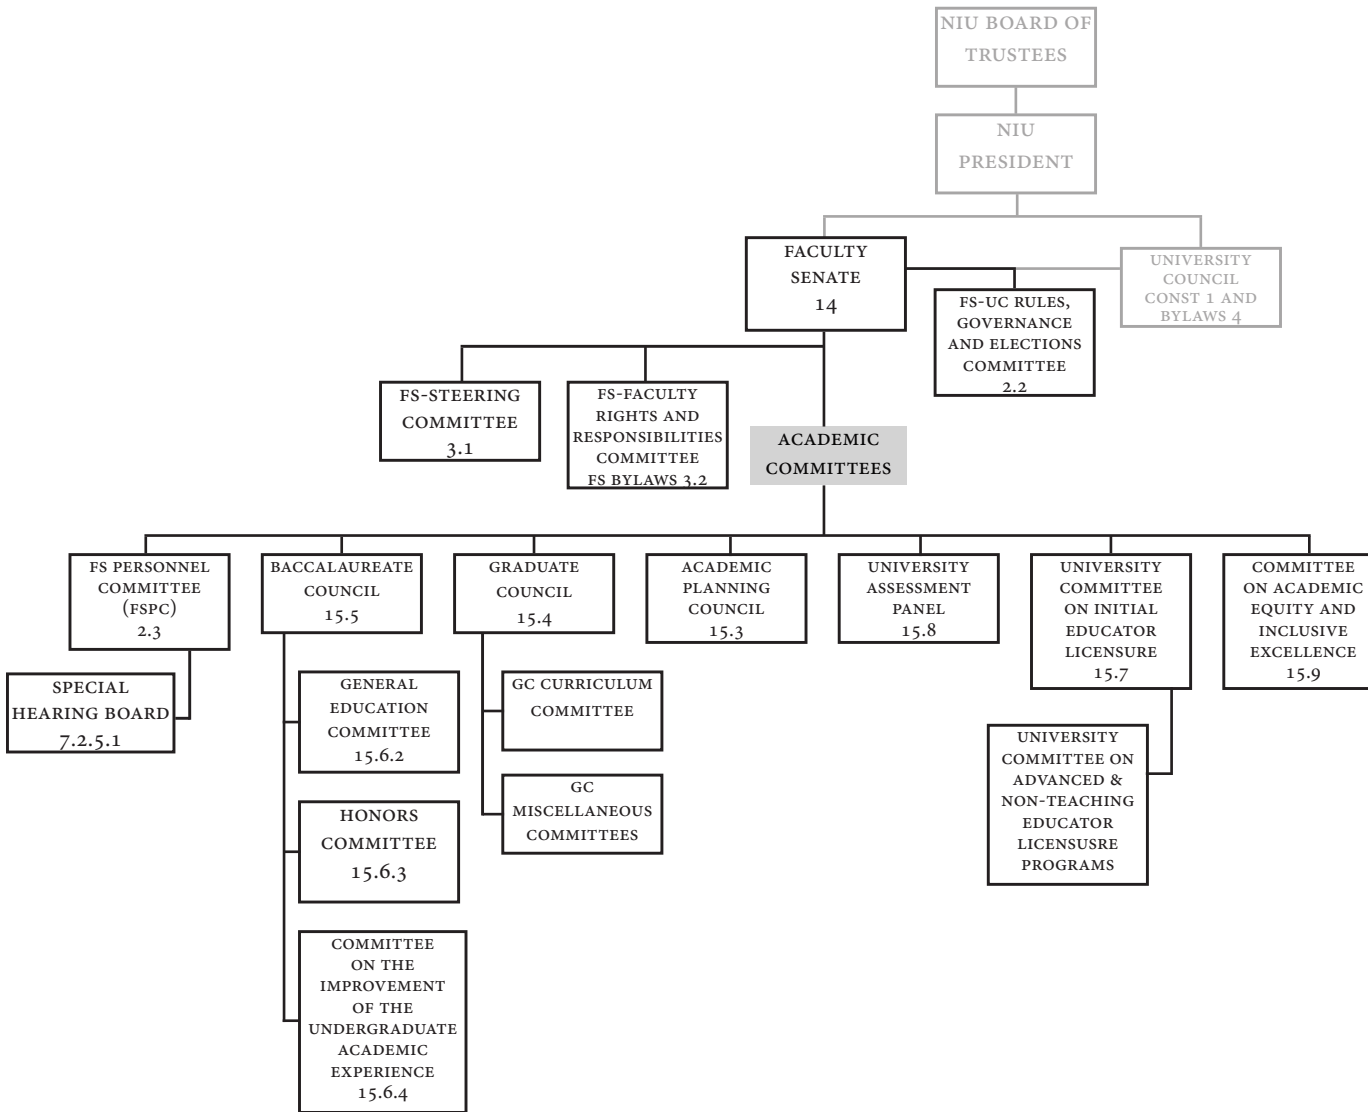 NIU BOARD OF
TRUSTEES
NIU
PRESIDENT
FACULTY
SENATE
14
UNIVERSITY
COUNCIL
CONST 1 AND
BYLAWS 4
FS-UC RULES,
GOVERNANCE
AND ELECTIONS
COMMITTEE
2.2
FS-STEERING
COMMITTEE
3.1
FS-FACULTY
RIGHTS AND
RESPONSIBILITIES
COMMITTEE
FS BYLAWS 3.2
ACADEMIC
COMMITTEES
FS PERSONNEL
COMMITTEE
(FSPC)
2.3
BACCALAUREATE
COUNCIL
15.5
GRADUATE
COUNCIL
15.4
ACADEMIC
PLANNING
COUNCIL
15.3
UNIVERSITY
ASSESSMENT
PANEL
15.8
UNIVERSITY
COMMITTEE
ON INITIAL
EDUCATOR
LICENSURE
15.7
COMMITTEE
ON ACADEMIC
EQUITY AND
INCLUSIVE
EXCELLENCE
15.9
SPECIAL
HEARING BOARD
7.2.5.1
GENERAL
EDUCATION
COMMITTEE
15.6.2
GC CURRICULUM
COMMITTEE
UNIVERSITY
COMMITTEE ON
ADVANCED &
NON-TEACHING
EDUCATOR
LICENSUSRE
PROGRAMS
HONORS
COMMITTEE
15.6.3
GC
MISCELLANEOUS
COMMITTEES
COMMITTEE
ON THE
IMPROVEMENT
OF THE
UNDERGRADUATE
ACADEMIC
EXPERIENCE
15.6.4